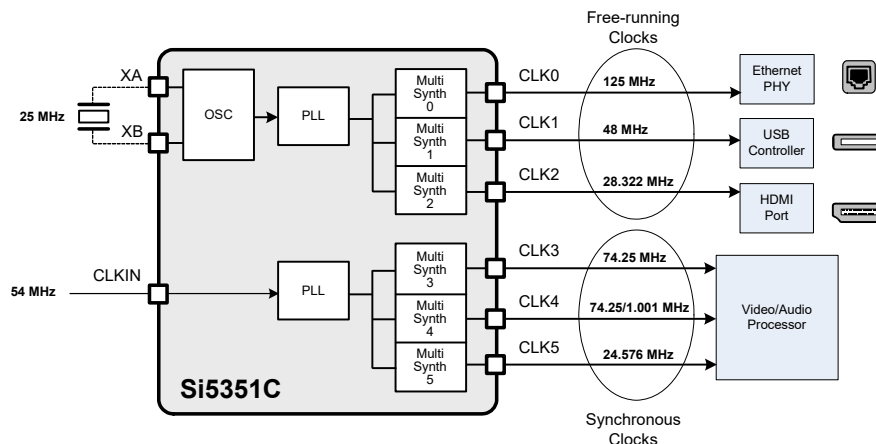 Free-running
Clocks
XA
25 MHz
XB
OSC
PLL
Multi
Synth
0
Multi
Synth
1
Multi
Synth
2
CLK0
125 MHz
Ethernet
PHY
CLK1
48 MHz
USB
Controller
CLK2
28.322 MHz
HDMI
Port
CLKIN
54 MHz
PLL
Multi
Synth
3
Multi
Synth
4
Multi
Synth
5
CLK3
74.25 MHz
CLK4
74.25/1.001 MHz
CLK5
24.576 MHz
Video/Audio
Processor
Si5351C
Synchronous
Clocks